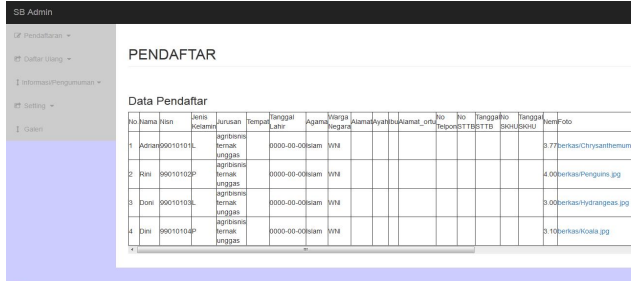 SB Admin
Pendaftaran
Daftar Ulang
Informasi/Pengumuman
Setting
Galeri
PENDAFTAR
Data Pendaftar
No Nama Nisn Jenis Kelamin Jurusan Tempat Tanggal Lahir Agama Warga Negara Alamat Ayah Ibu Alamat_ortu No Telpon No STTB Tanggal STTB No SKHU Tanggal SKHU Nem Foto
1 Adrian 99010101 L agribisnis ternak unggas 0000-00-00 Islam WNI 3.77 berkas/Chrysanthemum
2 Rini 99010102 P agribisnis ternak unggas 0000-00-00 Islam WNI 4.00 berkas/Penguins.jpg
3 Doni 99010103 L agribisnis ternak unggas 0000-00-00 Islam WNI 3.00 berkas/Hydrangeas.jpg
4 Dini 99010104 P agribisnis ternak unggas 0000-00-00 Islam WNI 3.10 berkas/Koala.jpg